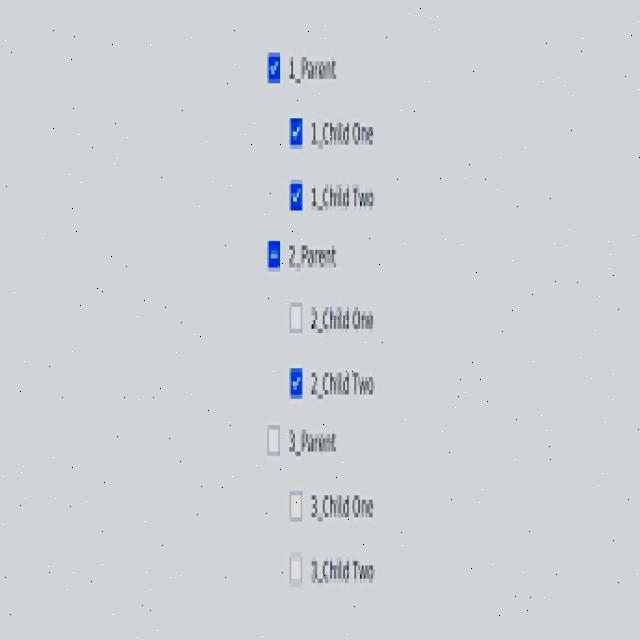 1_Parent
1_Child One
1_Child Two
2_Parent
2_Child One
2_Child Two
3_Parent
3_Child One
3_Child Two